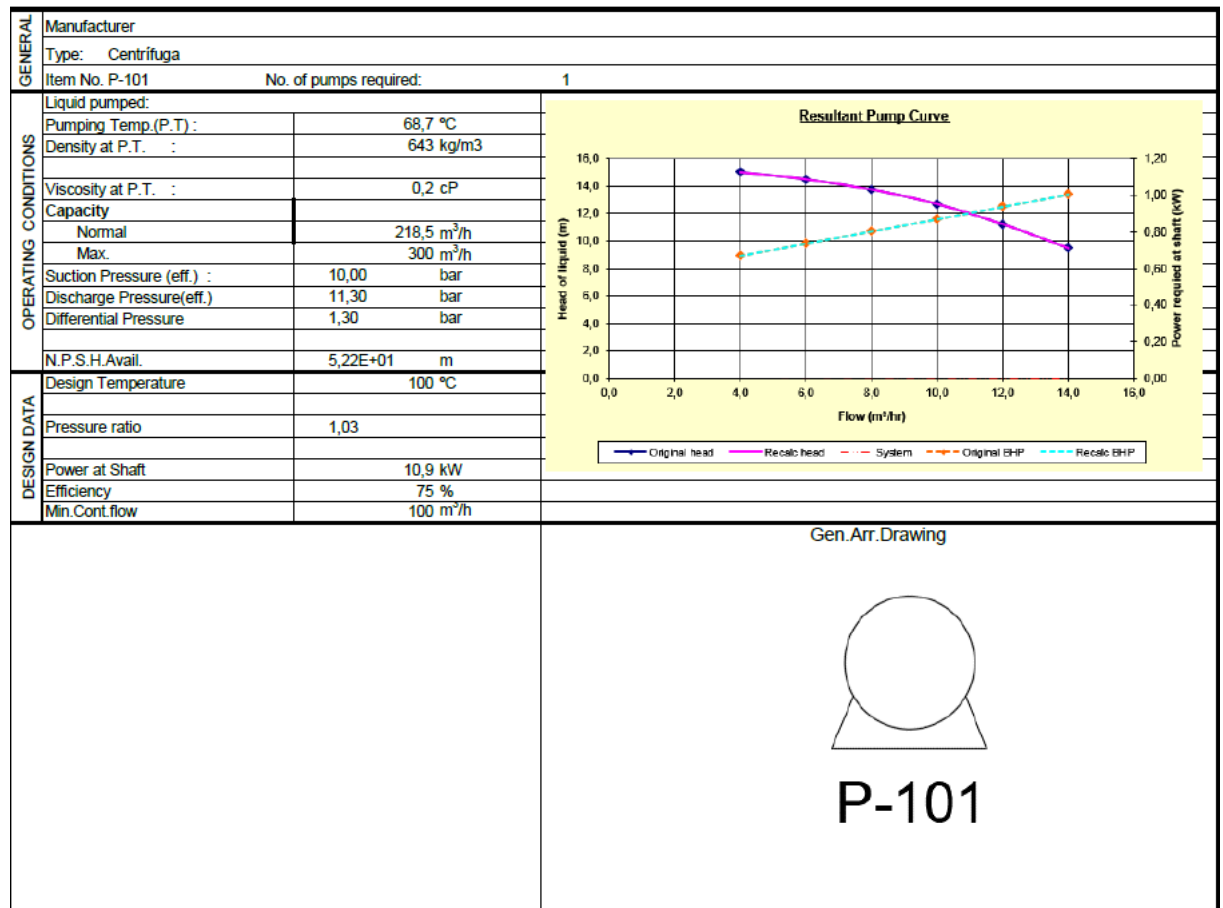 GENERAL
Manufacturer
Type: Centrífuga
Item No. P-101 No. of pumps required: 1
OPERATING CONDITIONS
Liquid pumped:
Pumping Temp.(P.T) : 68,7 ºC
Density at P.T. : 643 kg/m3
Viscosity at P.T. : 0,2 cP
Capacity
Normal 218,5 m³/h
Max. 300 m³/h
Suction Pressure (eff.) : 10,00 bar
Discharge Pressure(eff.) 11,30 bar
Differential Pressure 1,30 bar
N.P.S.H.Avail. 5,22E+01 m
DESIGN DATA
Design Temperature 100 ºC
Pressure ratio 1,03
Power at Shaft 10,9 kW
Efficiency 75 %
Min.Cont.flow 100 m³/h
Resultant Pump Curve
Head of liquid (m)
16,0
14,0
12,0
10,0
8,0
6,0
4,0
2,0
0,0
1,20
1,00
0,80
0,60
0,40
0,20
0,00
Power requied at shaft (kW)
0,0 2,0 4,0 6,0 8,0 10,0 12,0 14,0 16,0
Flow (m³/hr)
Original head Recalc head System Original BHP Recalc BHP
Gen.Arr.Drawing
P-101